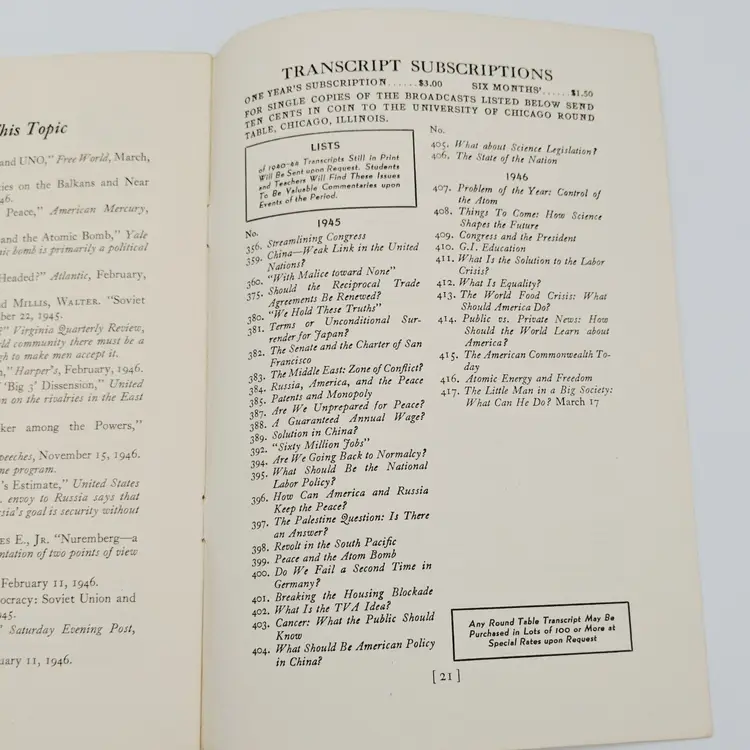 his Topic
and UNO," Free World, March,
ies on the Balkans and Near
46.
Peace," American Mercury,
and the Atomic Bomb," Yale
ic bomb is primarily a political
Headed?" Atlantic, February,
nd MILLIS, WALTER. "Soviet
ber 22, 1945.
?" Virginia Quarterly Review,
rld community there must be a
gh to make men accept it.
," Harper's, February, 1946.
'Big 3' Dissension," United
on on the rivalries in the East
ker among the Powers,"
peeches, November 15, 1946.
ne program.
's Estimate," United States
. envoy to Russia says that
sia's goal is security without
ES E., JR. "Nuremberg—a
ntation of two points of view
February 11, 1946.
ocracy: Soviet Union and
945.
" Saturday Evening Post,
uary 11, 1946.
TRANSCRIPT SUBSCRIPTIONS
ONE YEAR'S SUBSCRIPTION......$3.00 SIX MONTHS'.....$1.50
FOR SINGLE COPIES OF THE BROADCASTS LISTED BELOW SEND
TEN CENTS IN COIN TO THE UNIVERSITY OF CHICAGO ROUND
TABLE, CHICAGO, ILLINOIS.
LISTS
of 1940-44 Transcripts Still in Print
Will Be Sent upon Request. Students
and Teachers Will Find These Issues
To Be Valuable Commentaries upon
Events of the Period.
1945
No.
356. Streamlining Congress
359. China—Weak Link in the United
Nations?
360. "With Malice toward None"
375. Should the Reciprocal Trade
Agreements Be Renewed?
380. "We Hold These Truths"
381. Terms or Unconditional Sur-
render for Japan?
382. The Senate and the Charter of San
Francisco
383. The Middle East: Zone of Conflict?
384. Russia, America, and the Peace
385. Patents and Monopoly
387. Are We Unprepared for Peace?
388. A Guaranteed Annual Wage?
389. Solution in China?
392. "Sixty Million Jobs"
394. Are We Going Back to Normalcy?
395. What Should Be the National
Labor Policy?
396. How Can America and Russia
Keep the Peace?
397. The Palestine Question: Is There
an Answer?
398. Revolt in the South Pacific
399. Peace and the Atom Bomb
400. Do We Fail a Second Time in
Germany?
401. Breaking the Housing Blockade
402. What Is the TVA Idea?
403. Cancer: What the Public Should
Know
404. What Should Be American Policy
in China?
No.
405. What about Science Legislation?
406. The State of the Nation
1946
407. Problem of the Year: Control of
the Atom
408. Things To Come: How Science
Shapes the Future
409. Congress and the President
410. G.I. Education
411. What Is the Solution to the Labor
Crisis?
412. What Is Equality?
413. The World Food Crisis: What
Should America Do?
414. Public vs. Private News: How
Should the World Learn about
America?
415. The American Commonwealth To-
day
416. Atomic Energy and Freedom
417. The Little Man in a Big Society:
What Can He Do? March 17
Any Round Table Transcript May Be
Purchased in Lots of 100 or More at
Special Rates upon Request
[ 21 ]